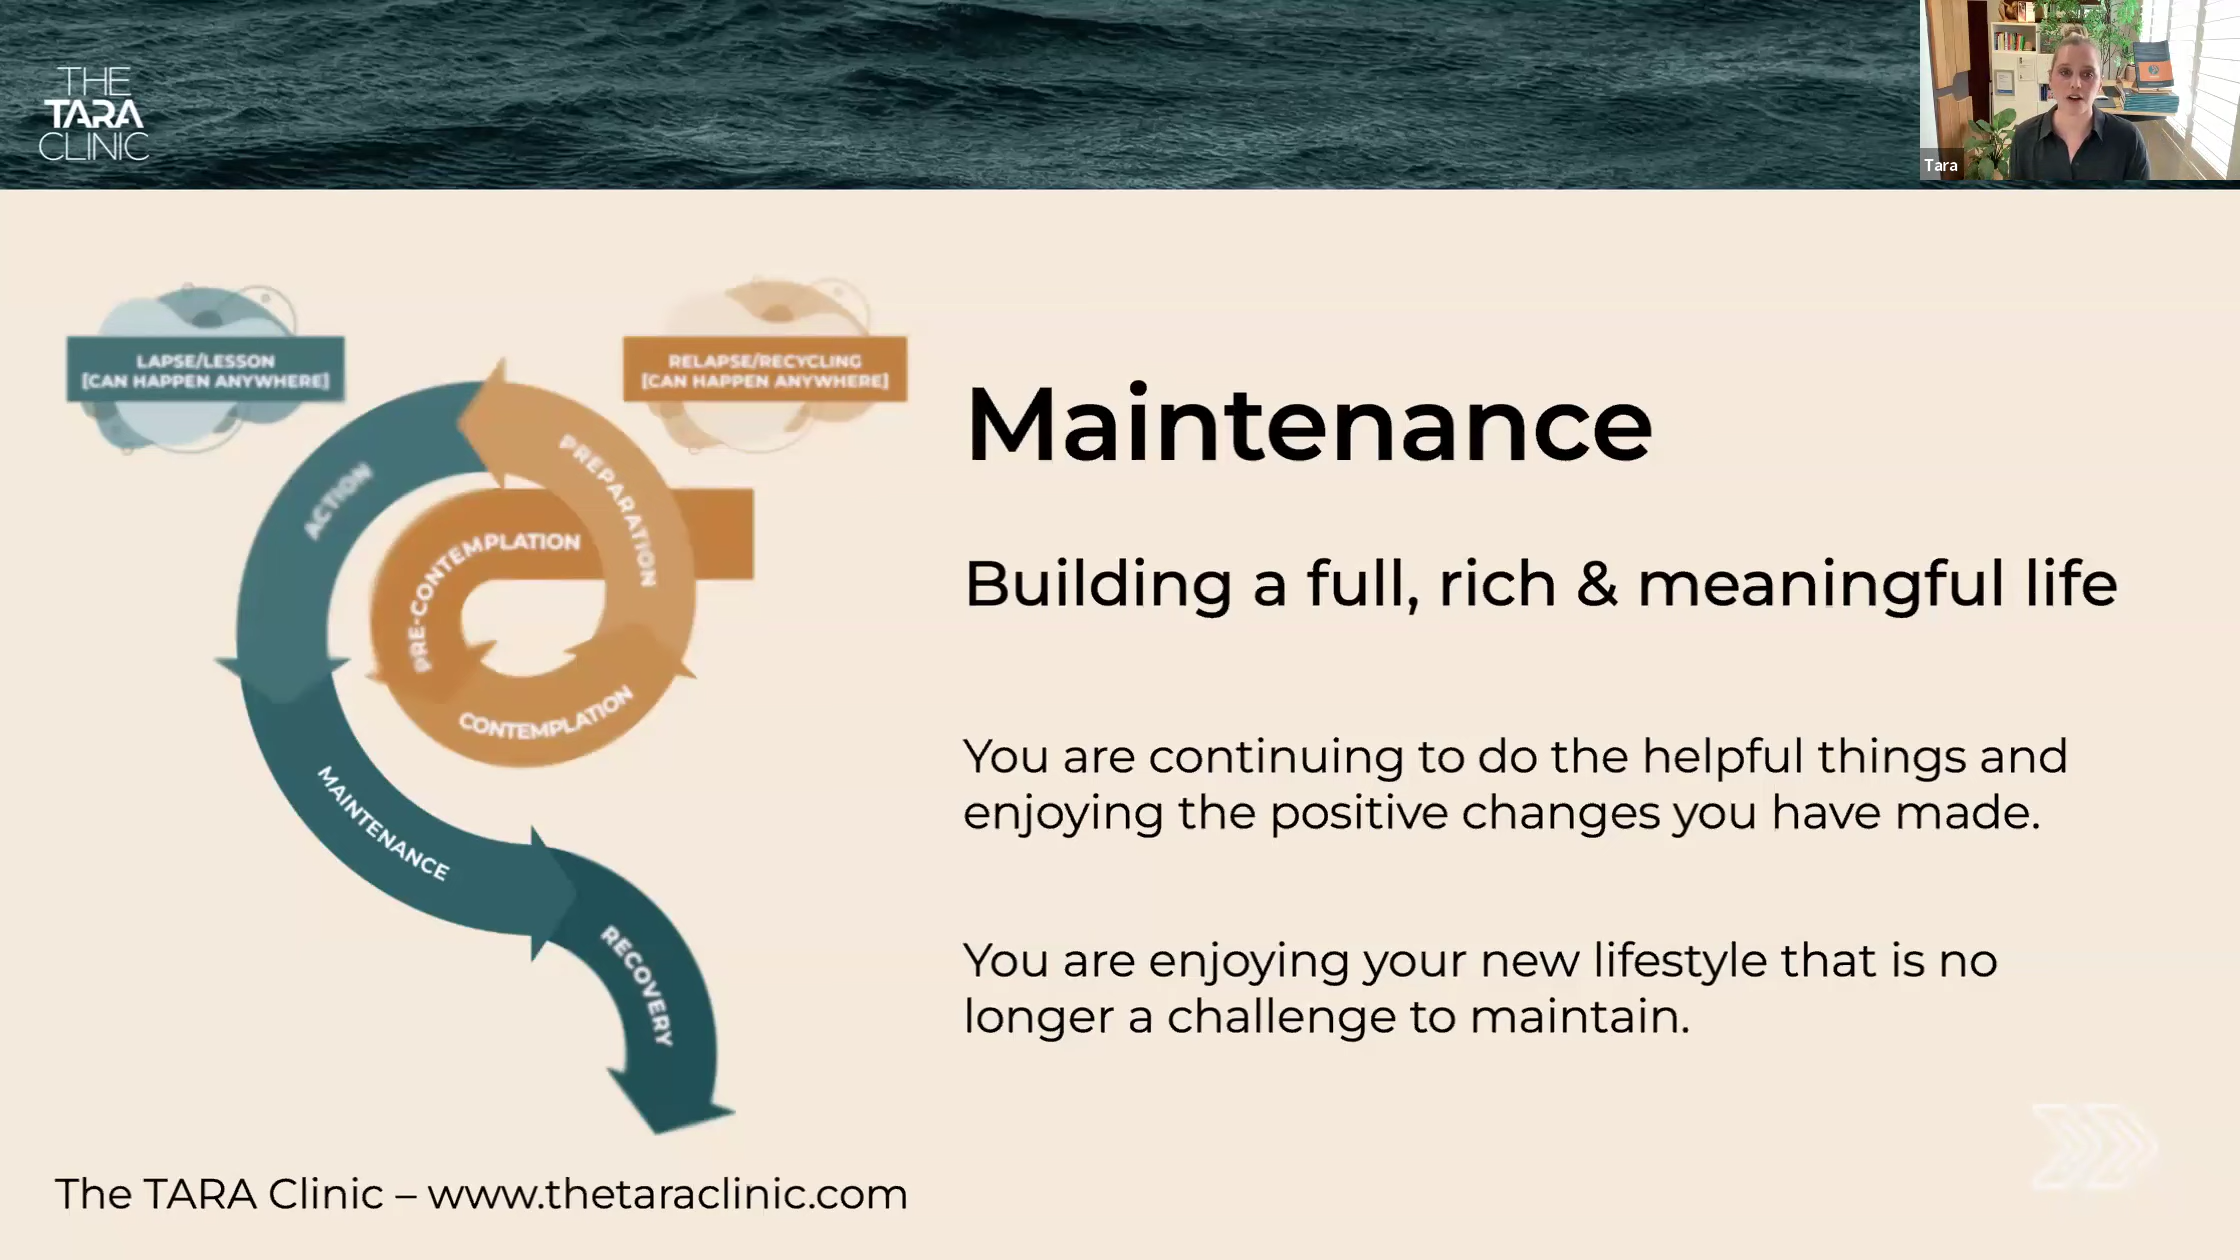 THE
TARA
CLINIC
Tara
LAPSE/LESSON
[CAN HAPPEN ANYWHERE]
RELAPSE/RECYCLING
[CAN HAPPEN ANYWHERE]
ACTION
PREPARATION
PRE-CONTEMPLATION
CONTEMPLATION
MAINTENANCE
RECOVERY
Maintenance
Building a full, rich & meaningful life
You are continuing to do the helpful things and
enjoying the positive changes you have made.
You are enjoying your new lifestyle that is no
longer a challenge to maintain.
The TARA Clinic – www.thetaraclinic.com